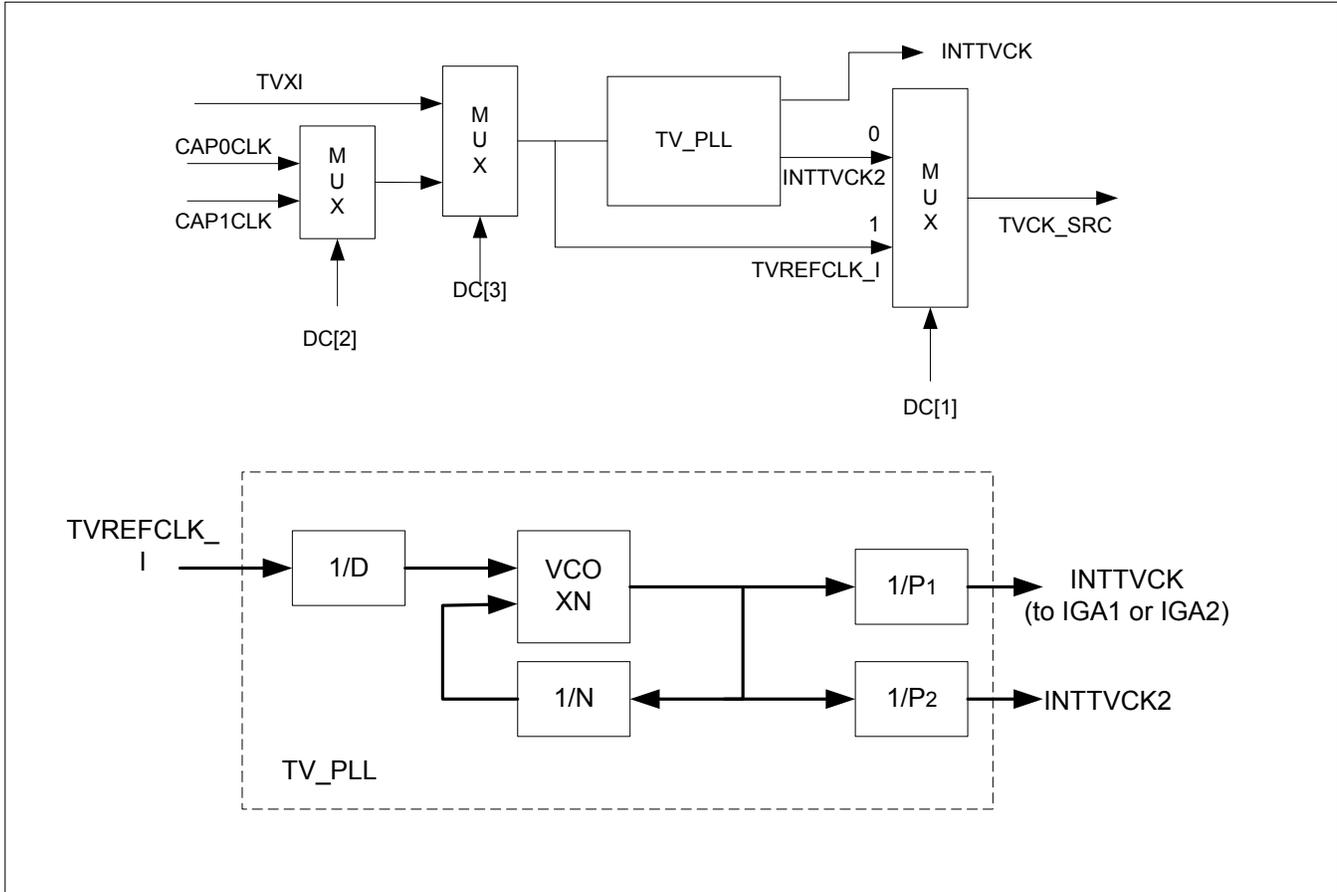 INTTVCK
TVXI
M
U
X
TV_PLL
CAP0CLK
CAP1CLK
M
U
X
0
INTTVCK2
1
TVREFCLK_I
M
U
X
TVCK_SRC
DC[3]
DC[2]
DC[1]
TVREFCLK_
I
1/D
VCO
XN
1/P1
INTTVCK
(to IGA1 or IGA2)
1/N
1/P2
INTTVCK2
TV_PLL